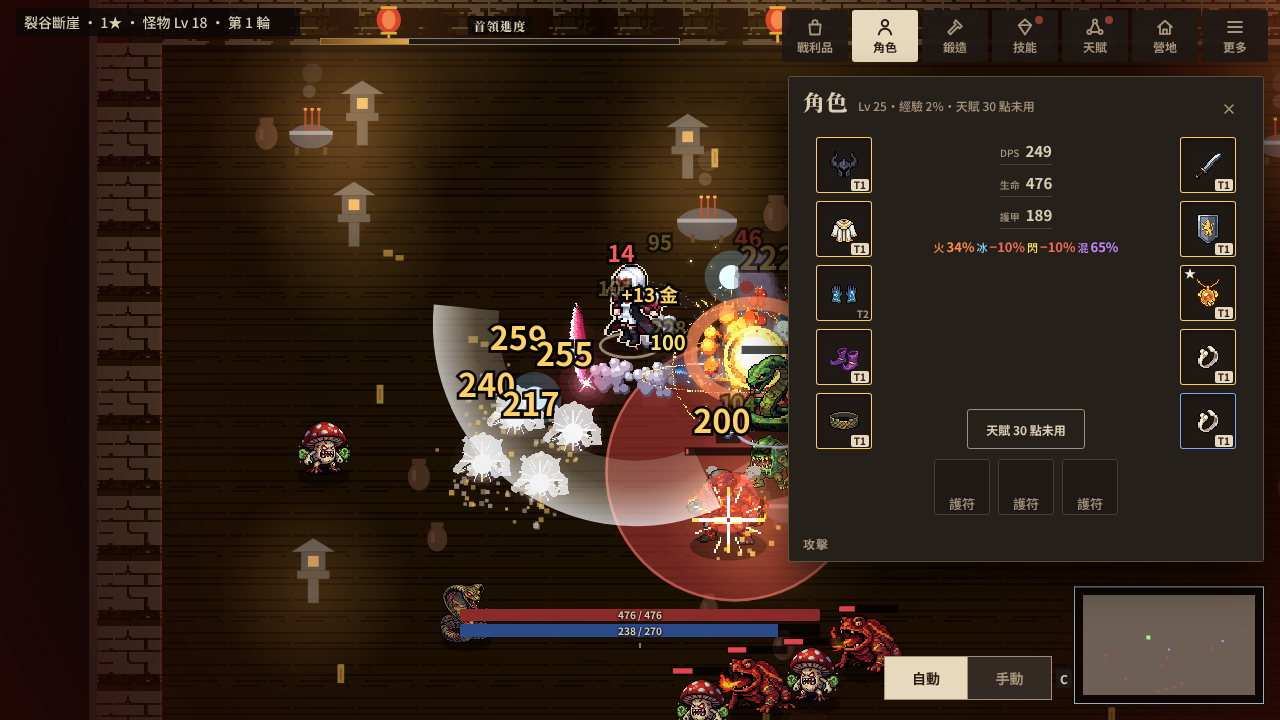 裂谷斷崖 · 1★ · 怪物 Lv 18 · 第 1 輪
首領進度
戰利品
角色
鍛造
技能
天賦
營地
更多
角色 Lv 25 · 經驗 2% · 天賦 30 點未用
DPS 249
生命 476
護甲 189
火 34% 冰 −10% 閃 −10% 混 65%
T1
T1
T2
T1
T1
T1
T1
T1
T1
T1
天賦 30 點未用
護符
護符
護符
攻擊
14
95
46
222
+13 金
100
259
255
240
217
200
104
476 / 476
238 / 270
自動
手動
C